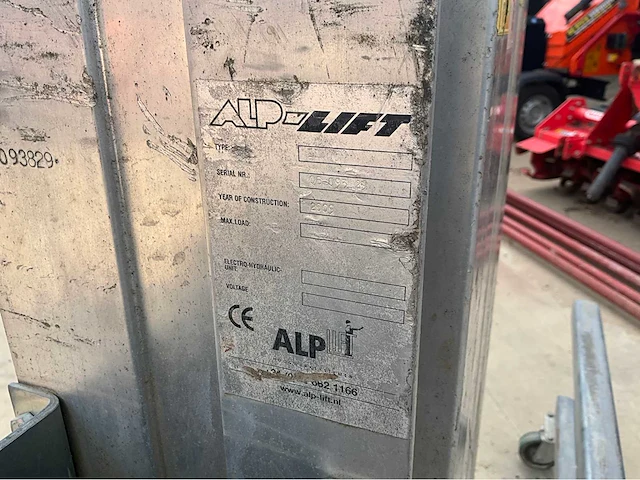 093829
ALP-LIFT
TYPE
SERIAL NR.:
YEAR OF CONSTRUCTION:
MAX.LOAD:
ELECTRO-HYDRAULIC-
UNIT
VOLTAGE
CE
ALP
662 1166
www.alp-lift.nl